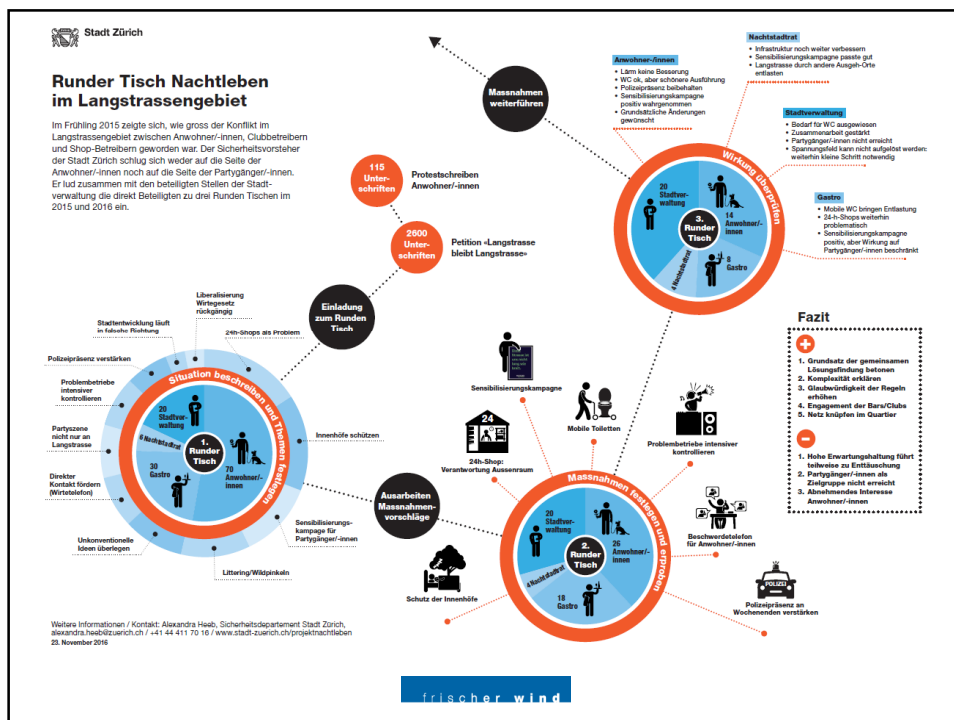 Stadt Zürich
Runder Tisch Nachtleben
im Langstrassengebiet
Im Frühling 2015 zeigte sich, wie gross der Konflikt im
Langstrassengebiet zwischen Anwohner/-innen, Clubbetreibern
und Shop-Betreibern geworden war. Der Sicherheitsvorsteher
der Stadt Zürich schlug sich weder auf die Seite der
Anwohner/-innen noch auf die Seite der Partygänger/-innen.
Er lud zusammen mit den beteiligten Stellen der Stadt-
verwaltung die direkt Beteiligten zu drei Runden Tischen im
2015 und 2016 ein.
115
Unter-
schriften
Protestschreiben
Anwohner/-innen
2600
Unter-
schriften
Petition «Langstrasse
bleibt Langstrasse»
Einladung
zum Runden
Tisch
Liberalisierung
Wirtegesetz
rückgängig
Stadtentwicklung läuft
in falsche Richtung
24h-Shops als Problem
Polizeipräsenz verstärken
Problembetriebe
intensiver
kontrollieren
Partyszene
nicht nur an
Langstrasse
Direkter
Kontakt fördern
(Wirtetelefon)
Unkonventionelle
Ideen überlegen
Littering/Wildpinkeln
Sensibilisierungs-
kampage für
Partygänger/-innen
Innenhöfe schützen
Situation beschreiben und Themen festlegen
20
Stadtver-
waltung
6 Nachtstadtrat
30
Gastro
70
Anwohner/-
innen
1.
Runder
Tisch
Ausarbeiten
Massnahmen-
vorschläge
Sensibilisierungskampagne
Mobile Toiletten
Problembetriebe intensiver
kontrollieren
24
24h-Shop:
Verantwortung Aussenraum
Beschwerdetelefon
für Anwohner/-innen
POLIZEI
Polizeipräsenz an
Wochenenden verstärken
Schutz der Innenhöfe
Massnahmen festlegen und erproben
20
Stadtver-
waltung
4 Nachtstadtrat
18
Gastro
26
Anwohner/-
innen
2.
Runder
Tisch
Massnahmen
weiterführen
Wirkung überprüfen
20
Stadtver-
waltung
4 Nachtstadtrat
8
Gastro
14
Anwohner/-
innen
3.
Runder
Tisch
Anwohner-/innen
• Lärm keine Besserung
• WC ok, aber schönere Ausführung
• Polizeipräsenz beibehalten
• Sensibilisierungskampagne
positiv wahrgenommen
• Grundsätzliche Änderungen
gewünscht
Nachtstadtrat
• Infrastruktur noch weiter verbessern
• Sensibilisierungskampagne passte gut
• Langstrasse durch andere Ausgeh-Orte
entlasten
Stadtverwaltung
• Bedarf für WC ausgewiesen
• Zusammenarbeit gestärkt
• Partygänger/-innen nicht erreicht
• Spannungsfeld kann nicht aufgelöst werden:
weiterhin kleine Schritt notwendig
Gastro
• Mobile WC bringen Entlastung
• 24-h-Shops weiterhin
problematisch
• Sensibilisierungskampagne
positiv, aber Wirkung auf
Partygänger/-innen beschränkt
Fazit
+
1. Grundsatz der gemeinsamen
Lösungsfindung betonen
2. Komplexität erklären
3. Glaubwürdigkeit der Regeln
erhöhen
4. Engagement der Bars/Clubs
5. Netz knüpfen im Quartier
−
1. Hohe Erwartungshaltung führt
teilweise zu Enttäuschung
2. Partygänger/-innen als
Zielgruppe nicht erreicht
3. Abnehmendes Interesse
Anwohner/-innen
Weitere Informationen / Kontakt: Alexandra Heeb, Sicherheitsdepartement Stadt Zürich,
alexandra.heeb@zuerich.ch / +41 44 411 70 16 / www.stadt-zuerich.ch/projektnachtleben
23. November 2016
frischer wind